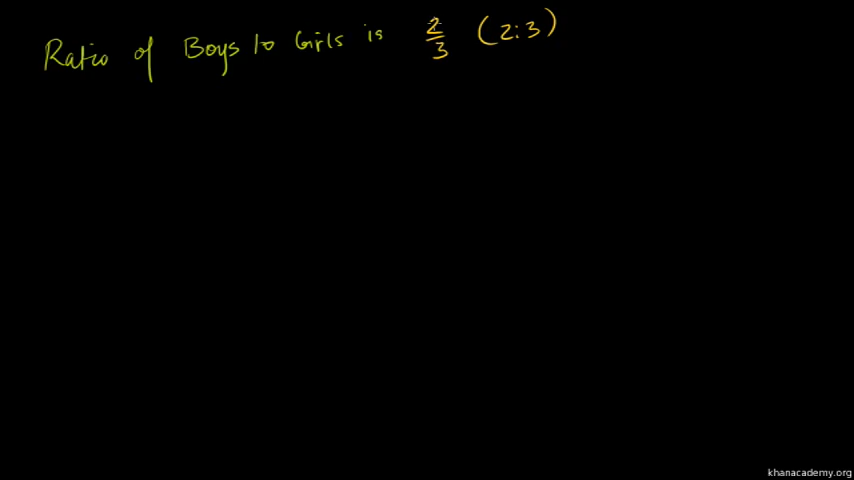 Ratio of Boys to Girls is 2/3 (2:3)
khanacademy.org